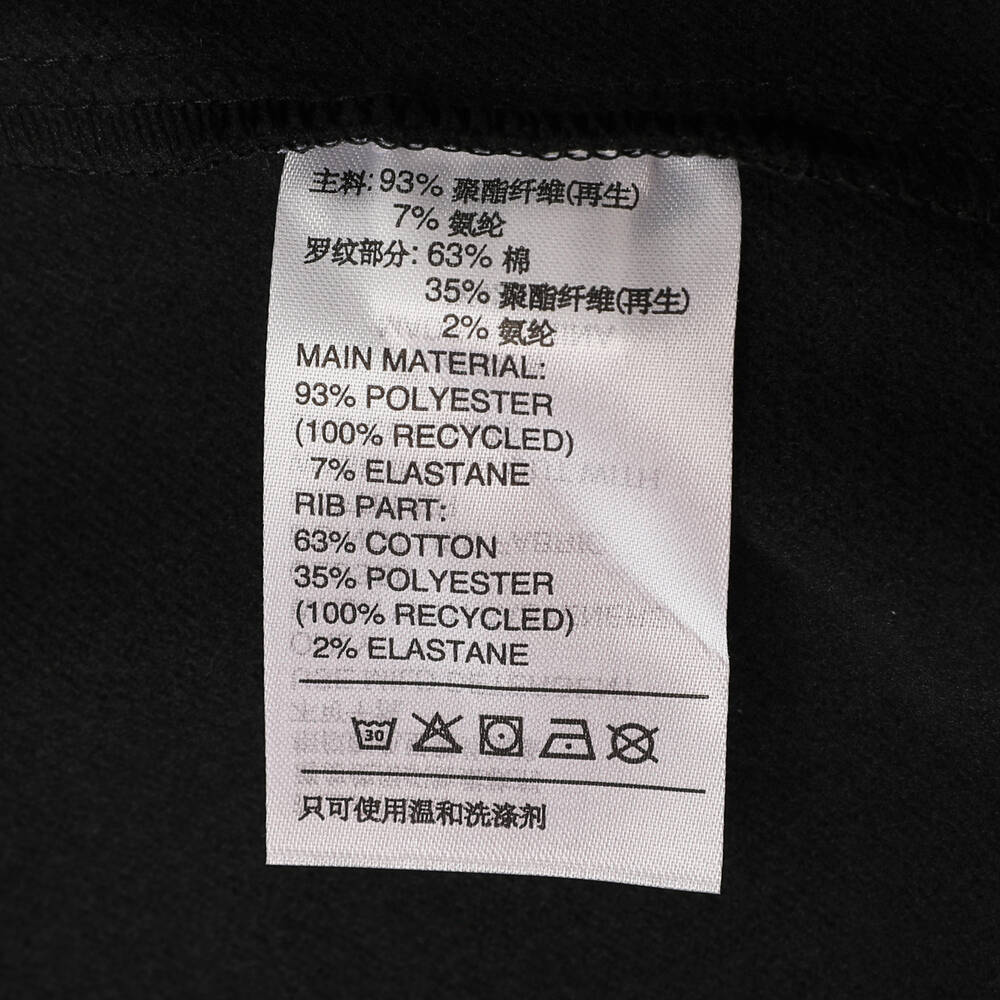 主料: 93% 聚酯纤维(再生)
7% 氨纶
罗纹部分: 63% 棉
35% 聚酯纤维(再生)
2% 氨纶
MAIN MATERIAL:
93% POLYESTER
(100% RECYCLED)
7% ELASTANE
RIB PART:
63% COTTON
35% POLYESTER
(100% RECYCLED)
2% ELASTANE
30
只可使用温和洗涤剂